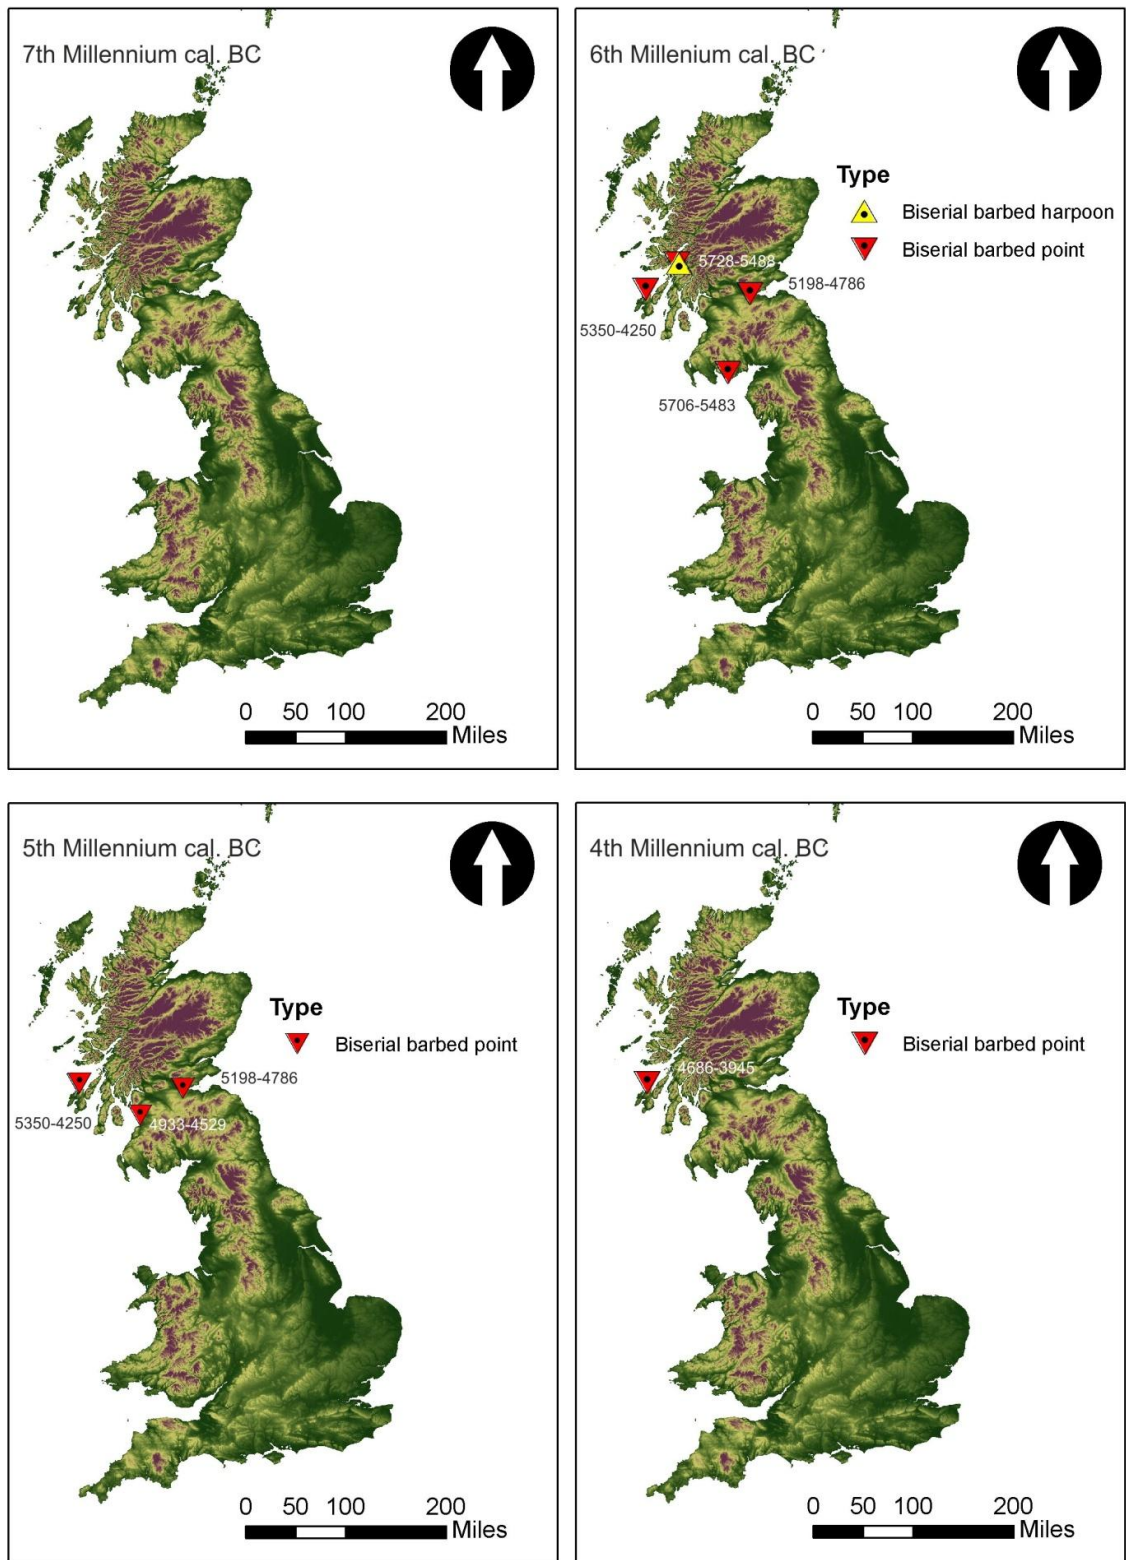 7th Millennium cal. BC
0 50 100 200
Miles
6th Millenium cal. BC
Type
Biserial barbed harpoon
Biserial barbed point
5728-5488
5198-4786
5350-4250
5706-5483
0 50 100 200
Miles
5th Millennium cal. BC
Type
Biserial barbed point
5198-4786
5350-4250
4933-4529
0 50 100 200
Miles
4th Millennium cal. BC
Type
Biserial barbed point
4686-3945
0 50 100 200
Miles